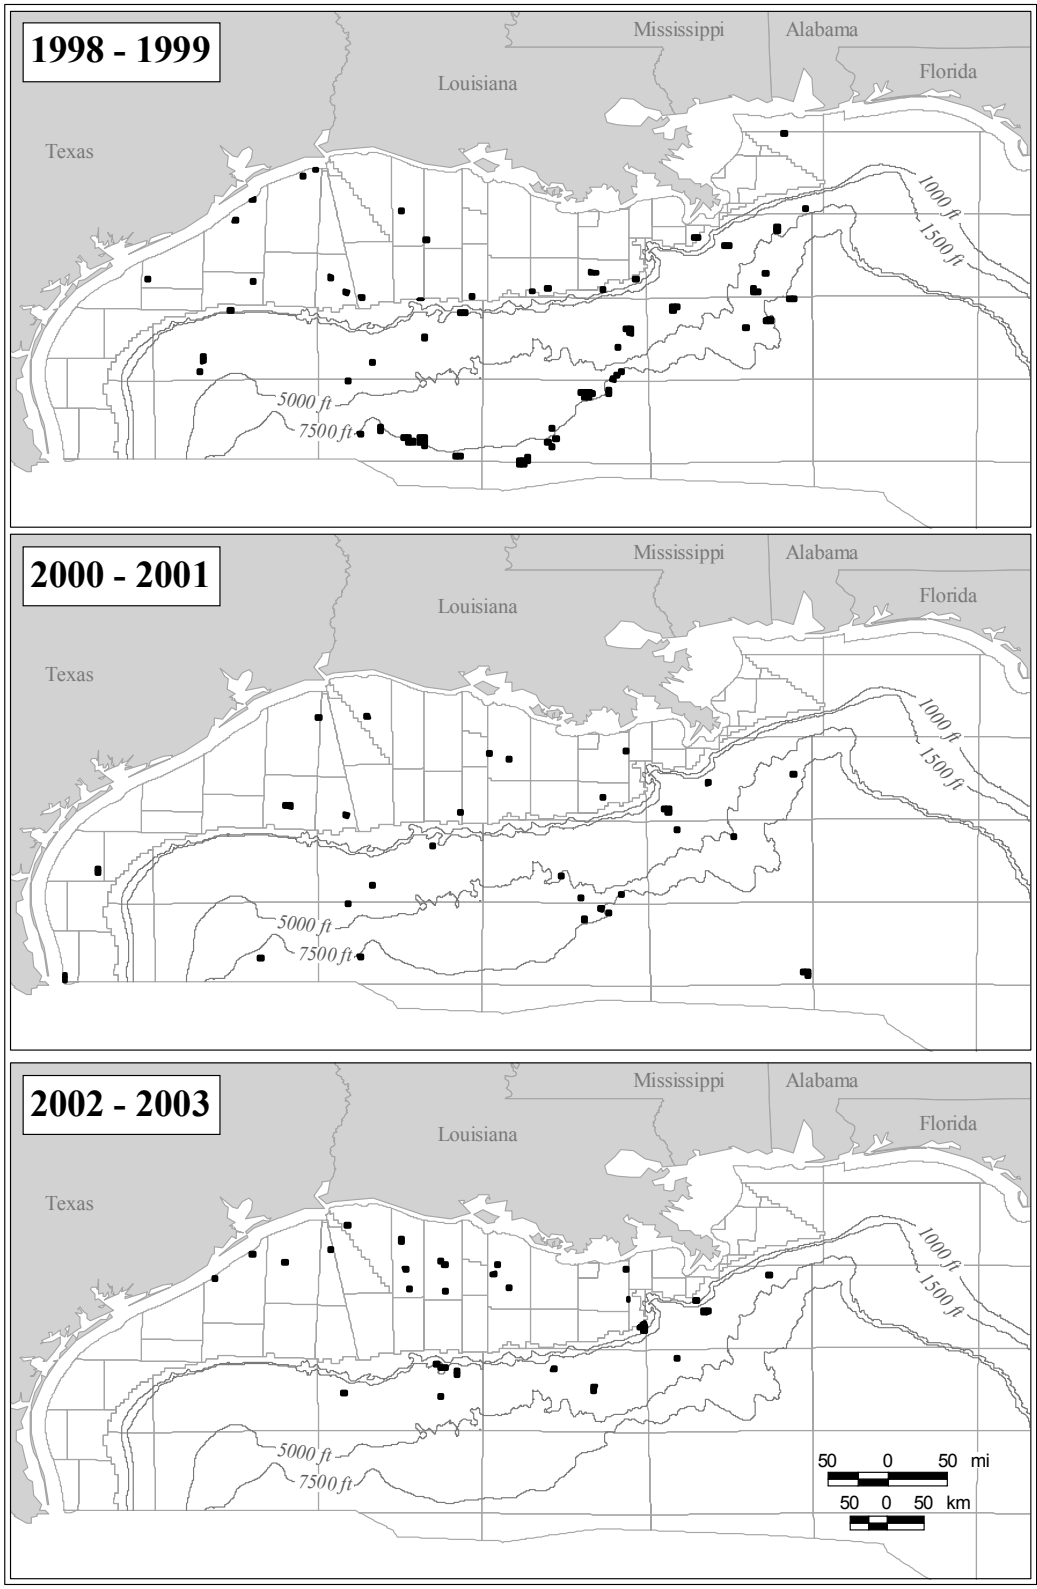 1998 - 1999
Mississippi
Alabama
Louisiana
Florida
Texas
1000 ft
1500 ft
5000 ft
7500 ft
2000 - 2001
Mississippi
Alabama
Louisiana
Florida
Texas
1000 ft
1500 ft
5000 ft
7500 ft
2002 - 2003
Mississippi
Alabama
Louisiana
Florida
Texas
1000 ft
1500 ft
5000 ft
7500 ft
50 0 50 mi
50 0 50 km